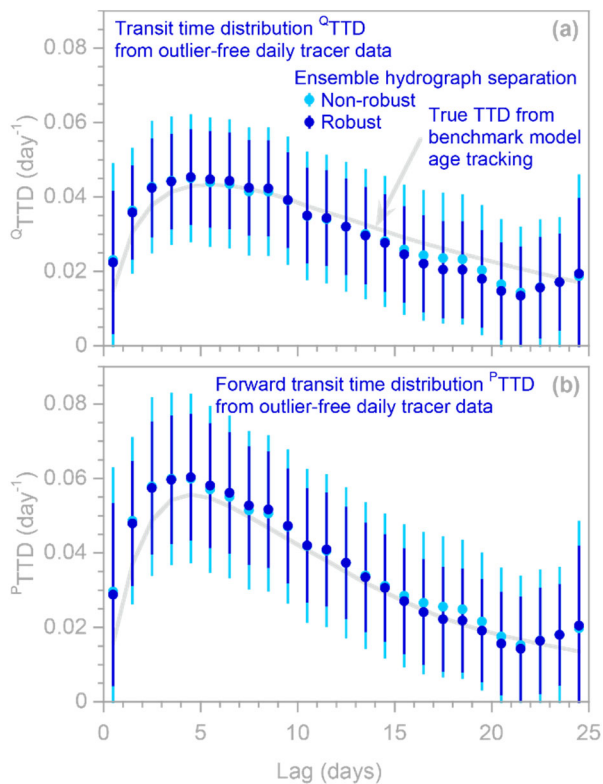 Transit time distribution QTTD
from outlier-free daily tracer data
(a)
Ensemble hydrograph separation
Non-robust
Robust
True TTD from
benchmark model
age tracking
QTTD (day-1)
0.08
0.06
0.04
0.02
0
Forward transit time distribution PTTD
from outlier-free daily tracer data
(b)
PTTD (day-1)
0.08
0.06
0.04
0.02
0
0 5 10 15 20 25
Lag (days)